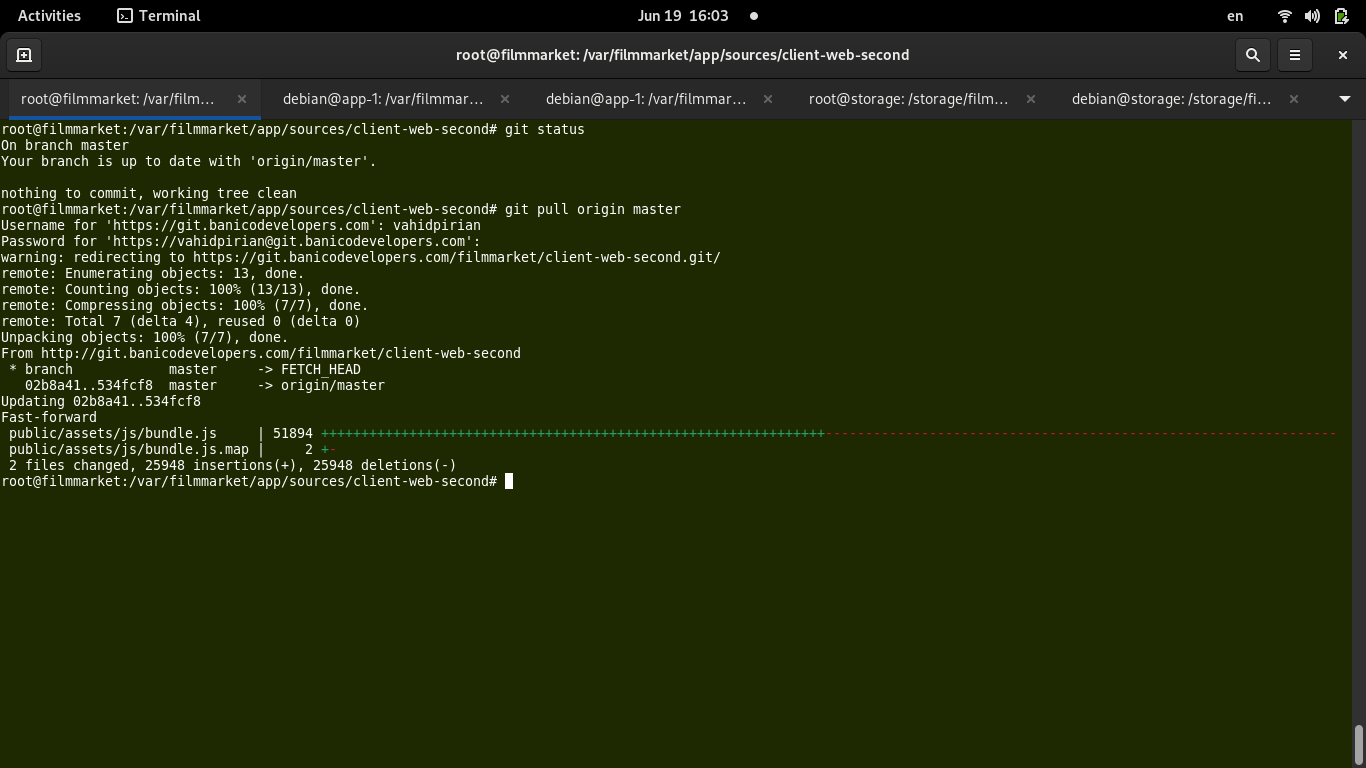 Activities Terminal Jun 19 16:03 en
root@filmmarket: /var/filmmarket/app/sources/client-web-second
root@filmmarket: /var/film… debian@app-1: /var/filmmar… debian@app-1: /var/filmmar… root@storage: /storage/film… debian@storage: /storage/fi…
root@filmmarket:/var/filmmarket/app/sources/client-web-second# git status
On branch master
Your branch is up to date with 'origin/master'.
nothing to commit, working tree clean
root@filmmarket:/var/filmmarket/app/sources/client-web-second# git pull origin master
Username for 'https://git.banicodevelopers.com': vahidpirian
Password for 'https://vahidpirian@git.banicodevelopers.com':
warning: redirecting to https://git.banicodevelopers.com/filmmarket/client-web-second.git/
remote: Enumerating objects: 13, done.
remote: Counting objects: 100% (13/13), done.
remote: Compressing objects: 100% (7/7), done.
remote: Total 7 (delta 4), reused 0 (delta 0)
Unpacking objects: 100% (7/7), done.
From http://git.banicodevelopers.com/filmmarket/client-web-second
 * branch            master     -> FETCH_HEAD
   02b8a41..534fcf8  master     -> origin/master
Updating 02b8a41..534fcf8
Fast-forward
 public/assets/js/bundle.js     | 51894 +++++++++++++++++++++++++++++++++++++++++++++++++++++++++++++++----------------------------------------------------------------
 public/assets/js/bundle.js.map |     2 +-
 2 files changed, 25948 insertions(+), 25948 deletions(-)
root@filmmarket:/var/filmmarket/app/sources/client-web-second#